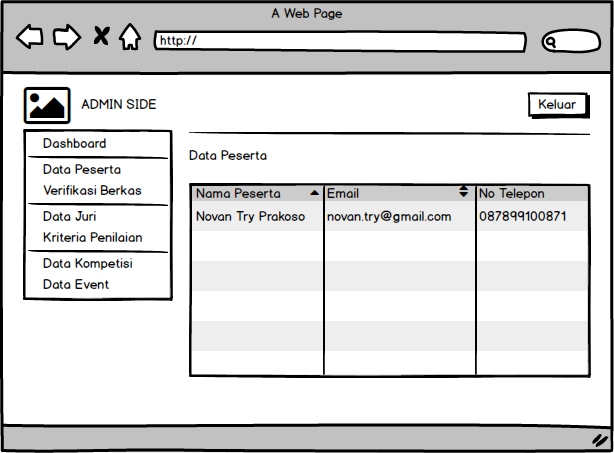 A Web Page
http://
ADMIN SIDE
Keluar
Dashboard
Data Peserta
Verifikasi Berkas
Data Juri
Kriteria Penilaian
Data Kompetisi
Data Event
Data Peserta
Nama Peserta Email No Telepon
Novan Try Prakoso novan.try@gmail.com 087899100871